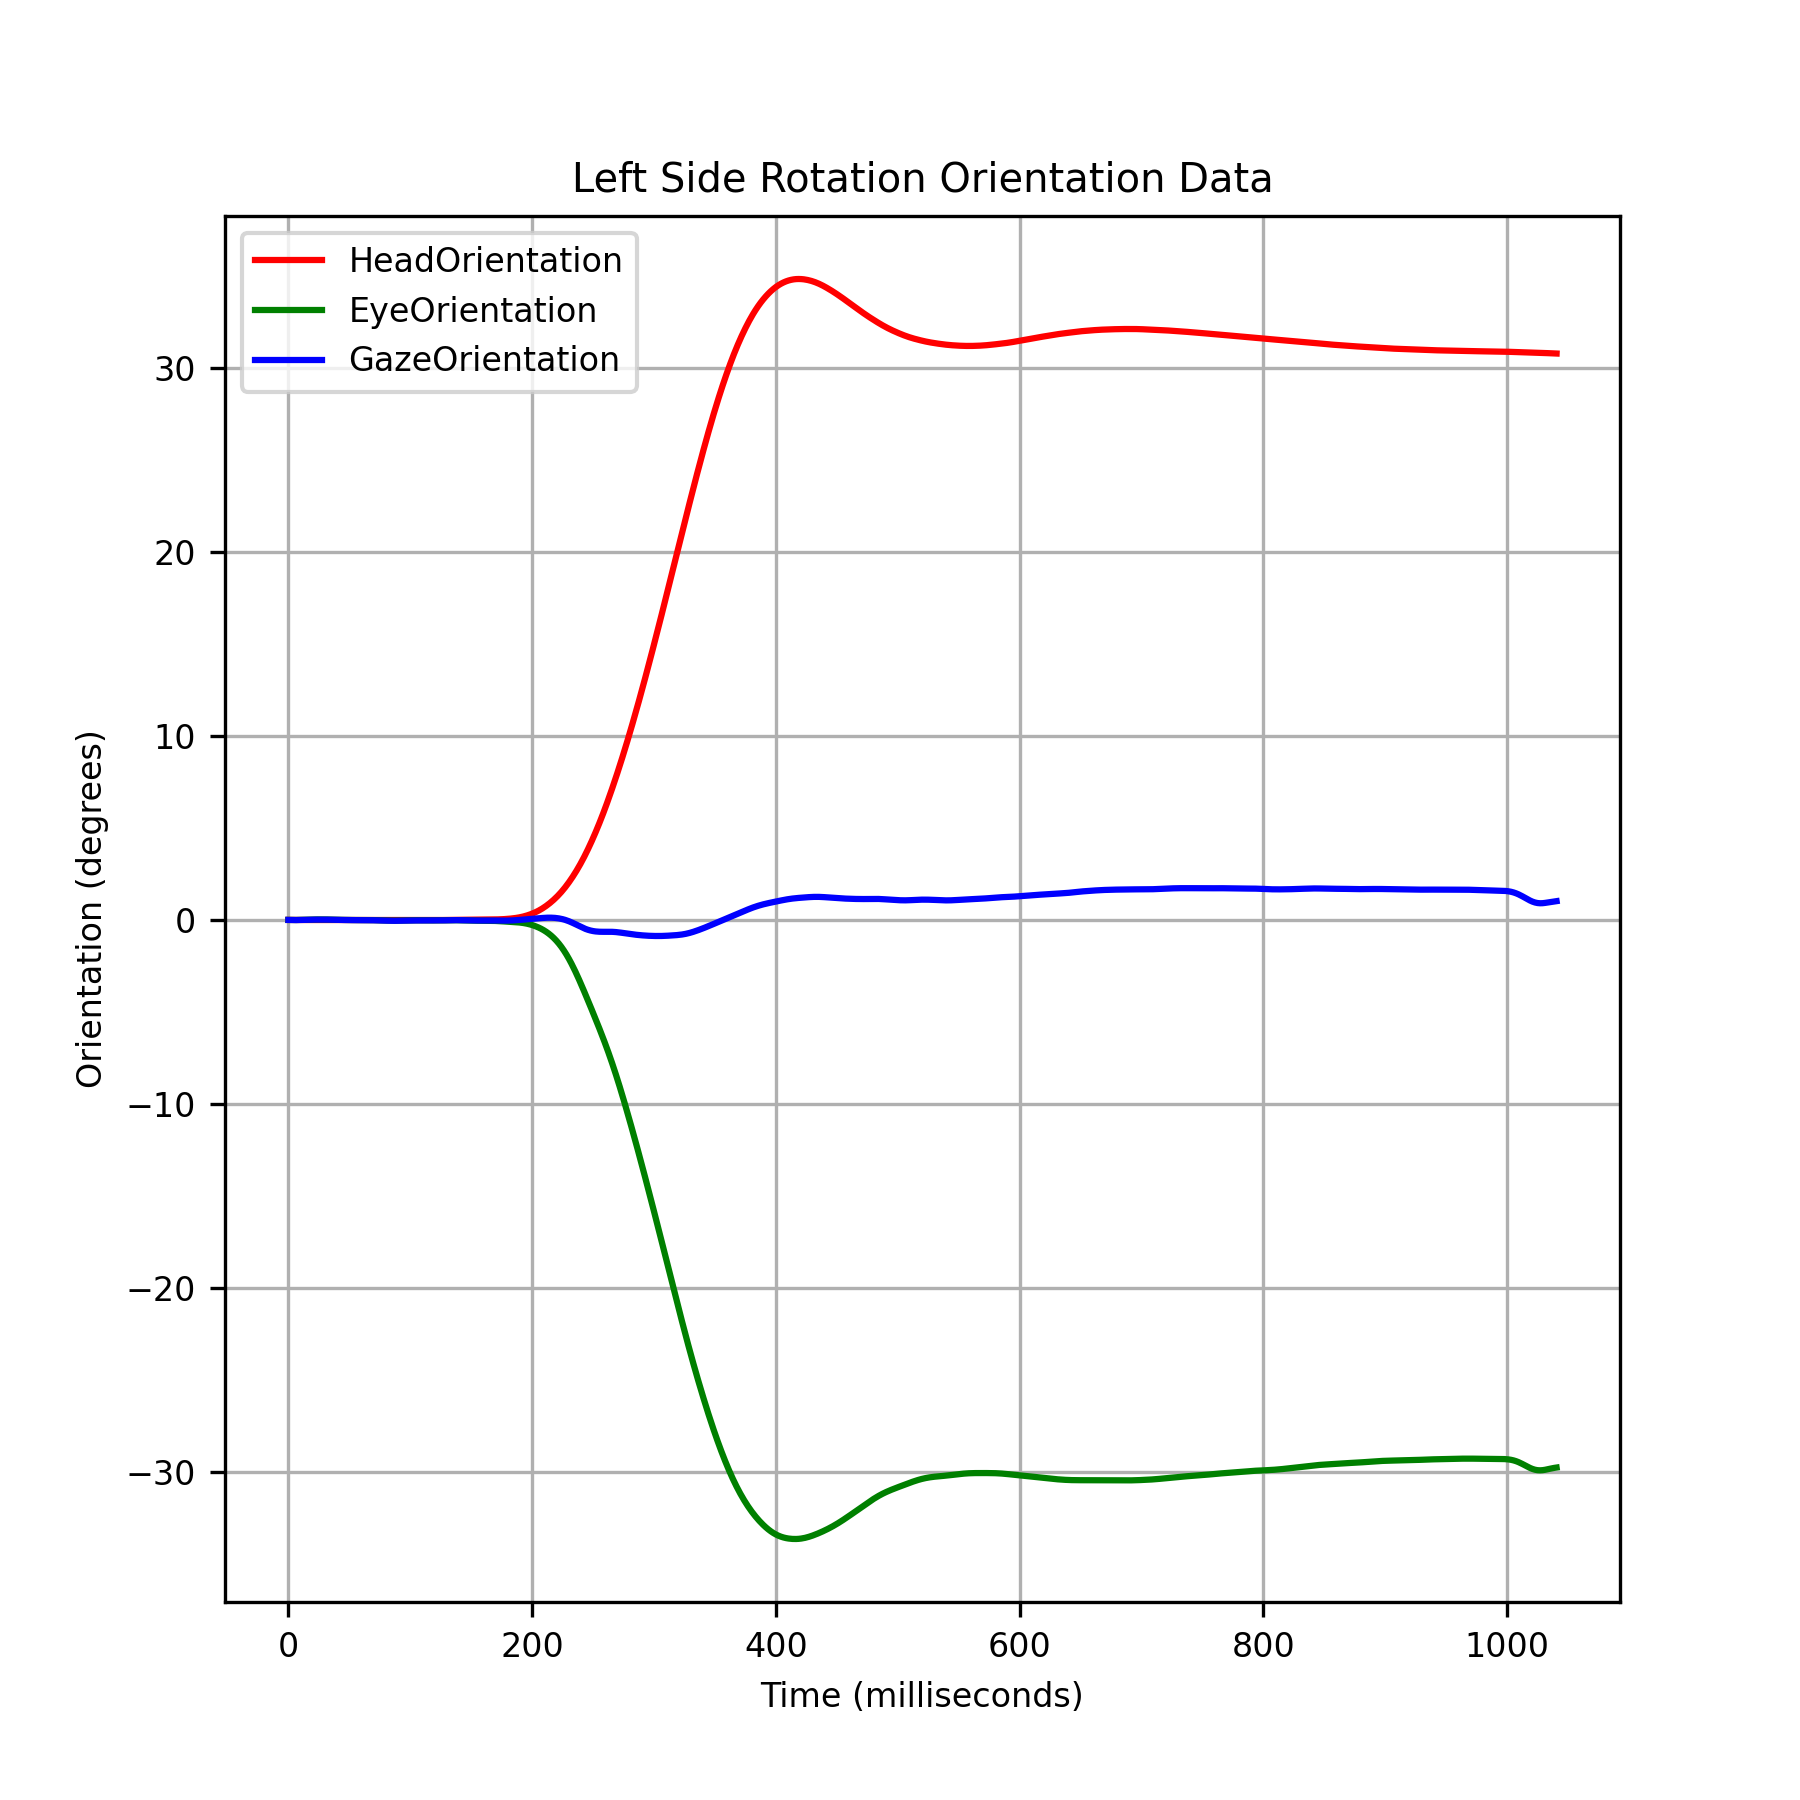 Left Side Rotation Orientation Data
HeadOrientation
EyeOrientation
GazeOrientation
30
20
10
0
−10
−20
−30
Orientation (degrees)
0 200 400 600 800 1000
Time (milliseconds)